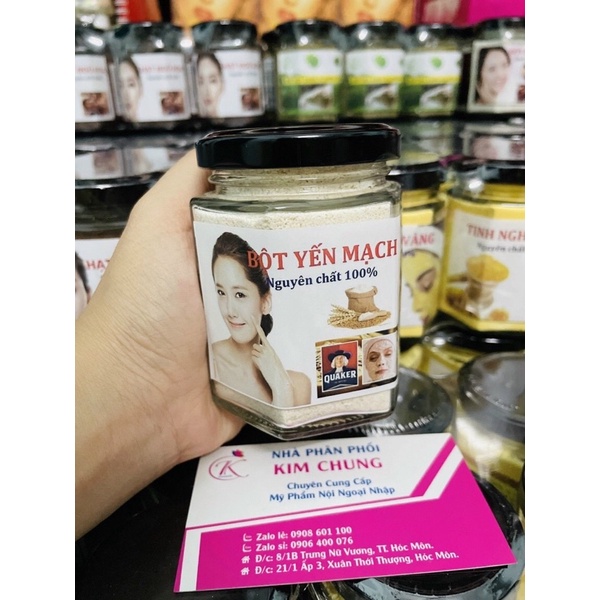 BỘT YẾN MẠCH
Nguyên chất 100%
QUAKER
VÀNG
TINH NGH
Nguyên chất
HẠT
NHÀ PHÂN PHỐI
KIM CHUNG
Chuyên Cung Cấp
Mỹ Phẩm Nội Ngoại Nhập
Zalo lẻ: 0908 601 100
Zalo sỉ: 0906 400 076
Đ/c: 8/1B Trưng Nữ Vương, TT. Hóc Môn.
Đ/c: 21/1 Ấp 3, Xuân Thới Thượng, Hóc Môn.